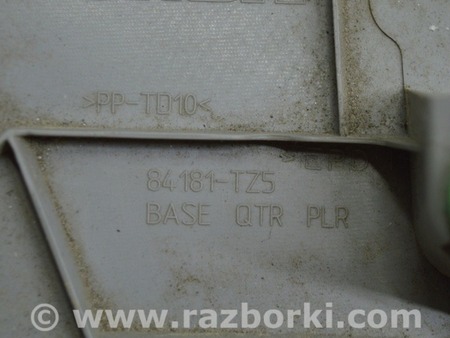 >PP-TD10<
84181-TZ5
BASE QTR PLR
© www.razborki.com